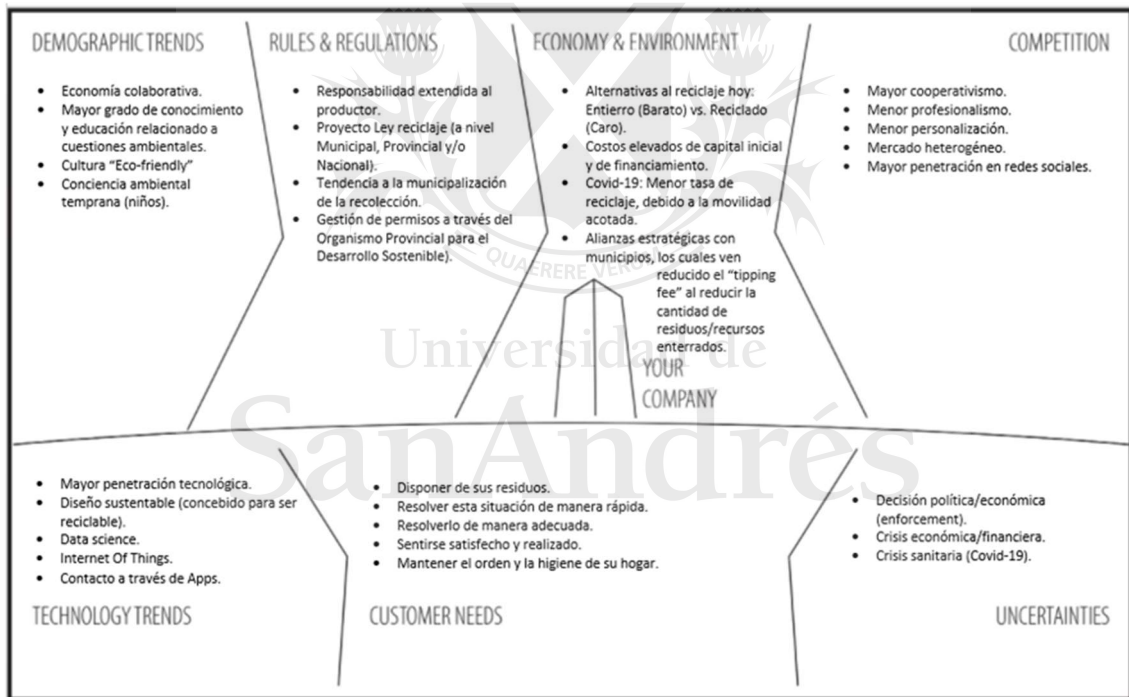 DEMOGRAPHIC TRENDS
• Economía colaborativa.
• Mayor grado de conocimiento
y educación relacionado a
cuestiones ambientales.
• Cultura "Eco-friendly"
• Conciencia ambiental
temprana (niños).
RULES & REGULATIONS
• Responsabilidad extendida al
productor.
• Proyecto Ley reciclaje (a nivel
Municipal, Provincial y/o
Nacional).
• Tendencia a la municipalización
de la recolección.
• Gestión de permisos a través del
Organismo Provincial para el
Desarrollo Sostenible).
ECONOMY & ENVIRONMENT
• Alternativas al reciclaje hoy:
Entierro (Barato) vs. Reciclado
(Caro).
• Costos elevados de capital inicial
y de financiamiento.
• Covid-19: Menor tasa de
reciclaje, debido a la movilidad
acotada.
• Alianzas estratégicas con
municipios, los cuales ven
reducido el "tipping
fee" al reducir la
cantidad de
residuos/recursos
enterrados.
COMPETITION
• Mayor cooperativismo.
• Menor profesionalismo.
• Menor personalización.
• Mercado heterogéneo.
• Mayor penetración en redes sociales.
QUAERERE VERUM
Universidad de
SanAndrés
YOUR
COMPANY
• Mayor penetración tecnológica.
• Diseño sustentable (concebido para ser
reciclable).
• Data science.
• Internet Of Things.
• Contacto a través de Apps.
TECHNOLOGY TRENDS
• Disponer de sus residuos.
• Resolver esta situación de manera rápida.
• Resolverlo de manera adecuada.
• Sentirse satisfecho y realizado.
• Mantener el orden y la higiene de su hogar.
CUSTOMER NEEDS
• Decisión política/económica
(enforcement).
• Crisis económica/financiera.
• Crisis sanitaria (Covid-19).
UNCERTAINTIES